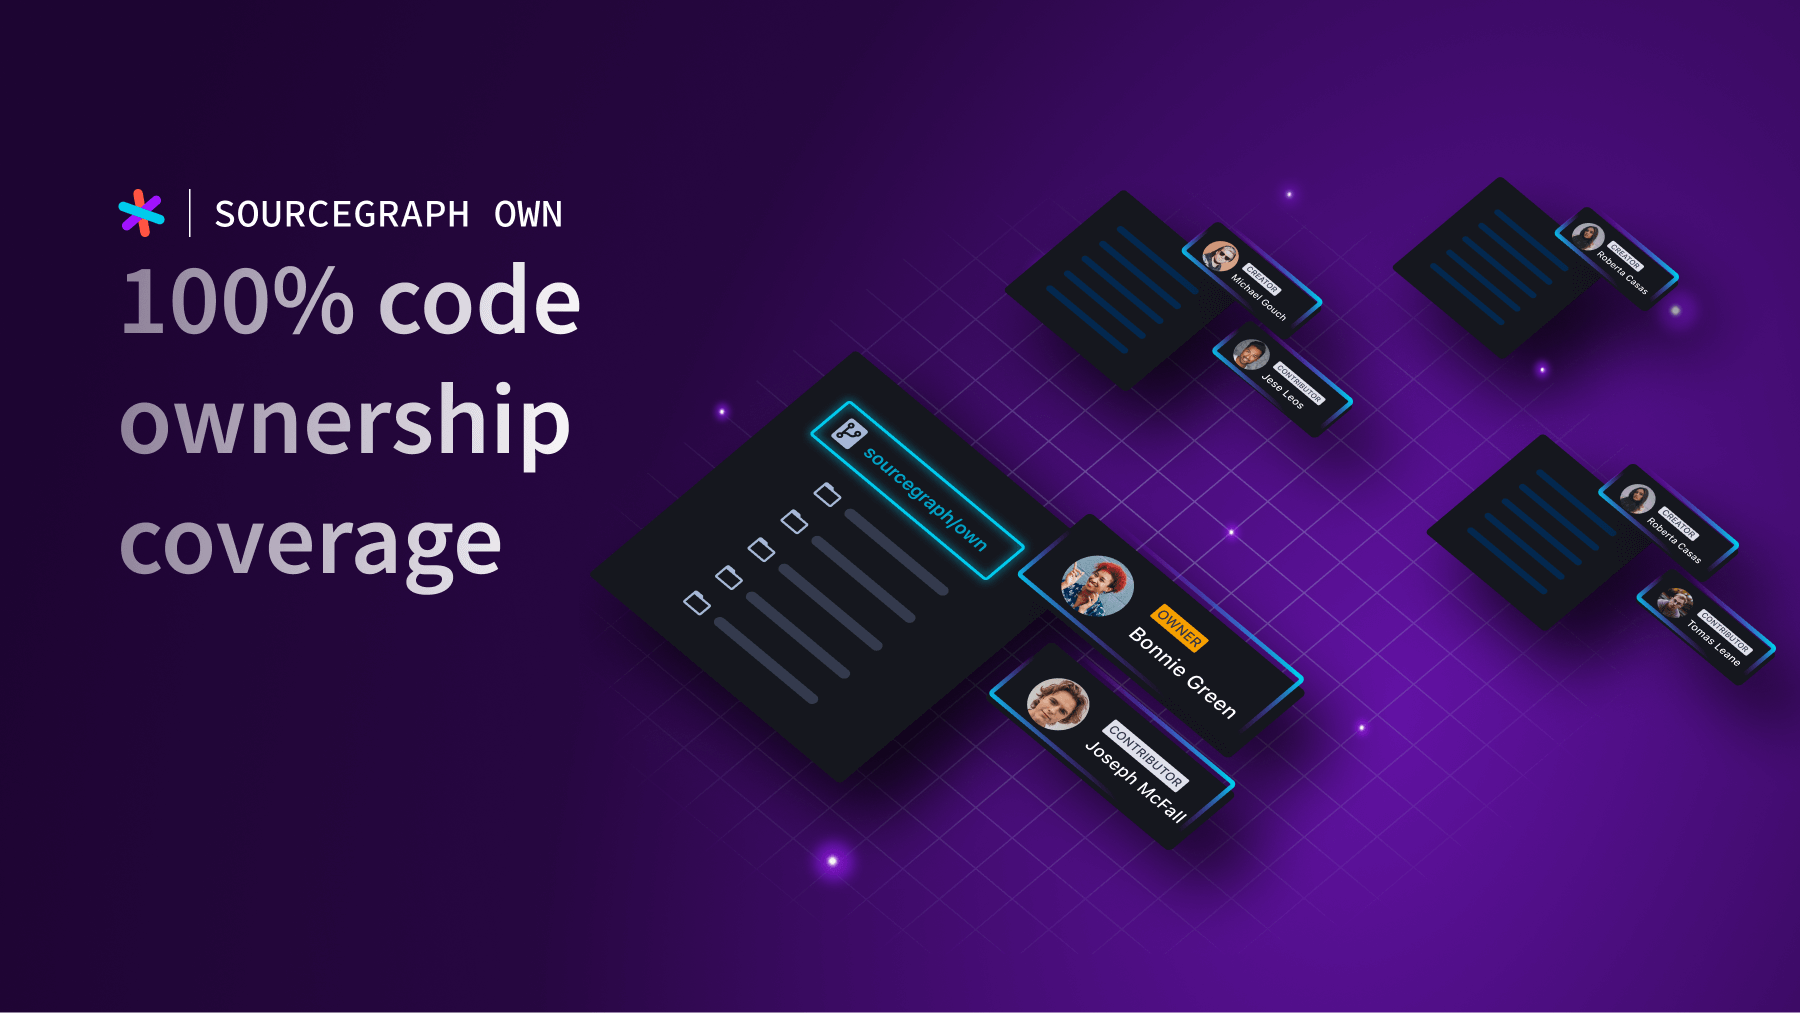 SOURCEGRAPH OWN
100% code
ownership
coverage
sourcegraph/own
OWNER
Bonnie Green
CONTRIBUTOR
Joseph McFall
CREATOR
Michael Gouch
CONTRIBUTOR
Jese Leos
CREATOR
Roberta Casas
CREATOR
Roberta Casas
CONTRIBUTOR
Tomas Leane